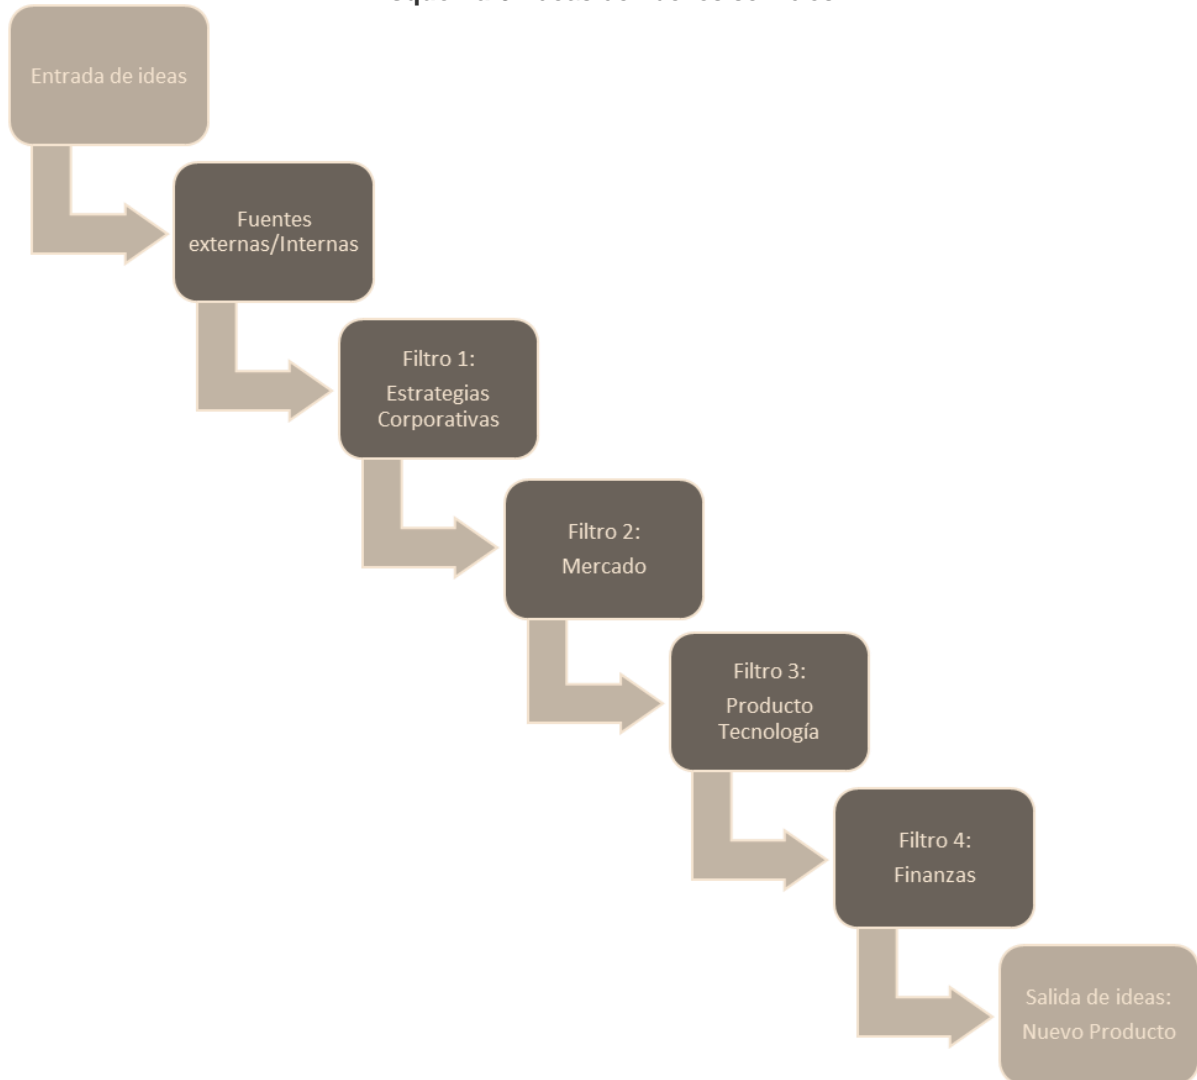 Entrada de ideas
Fuentes
externas/Internas
Filtro 1:
Estrategias
Corporativas
Filtro 2:
Mercado
Filtro 3:
Producto
Tecnología
Filtro 4:
Finanzas
Salida de ideas:
Nuevo Producto